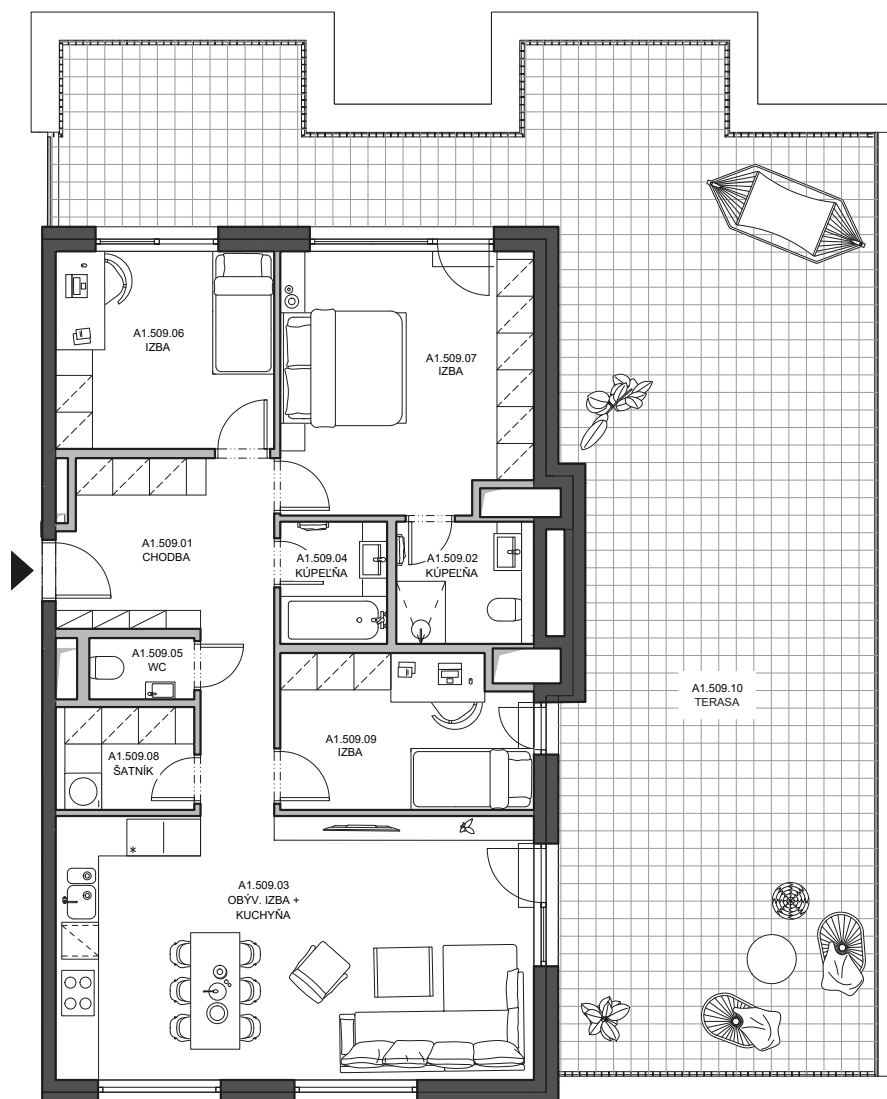 A1.509.06
IZBA
A1.509.07
IZBA
A1.509.01
CHODBA
A1.509.04
KÚPEĽŇA
A1.509.02
KÚPEĽŇA
A1.509.05
WC
A1.509.10
TERASA
A1.509.09
IZBA
A1.509.08
ŠATNÍK
A1.509.03
OBÝV. IZBA +
KUCHYŇA